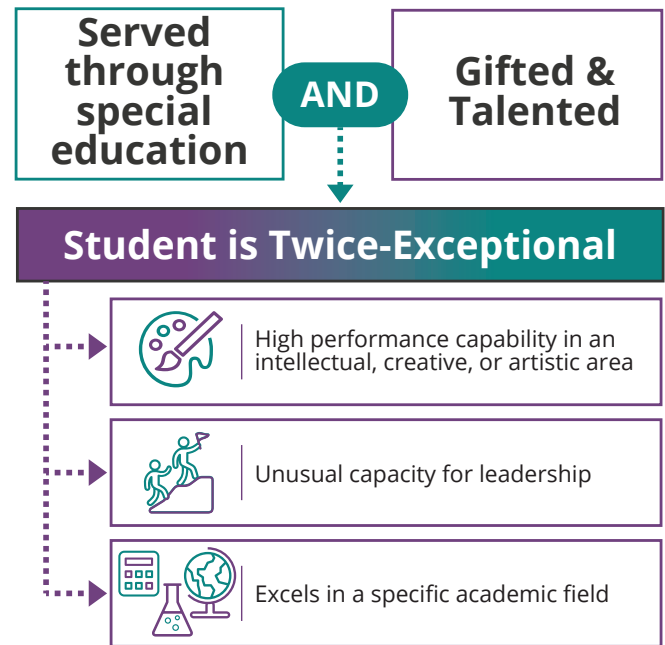 Served
through
special
education
AND
Gifted &
Talented
Student is Twice-Exceptional
High performance capability in an
intellectual, creative, or artistic area
Unusual capacity for leadership
Excels in a specific academic field